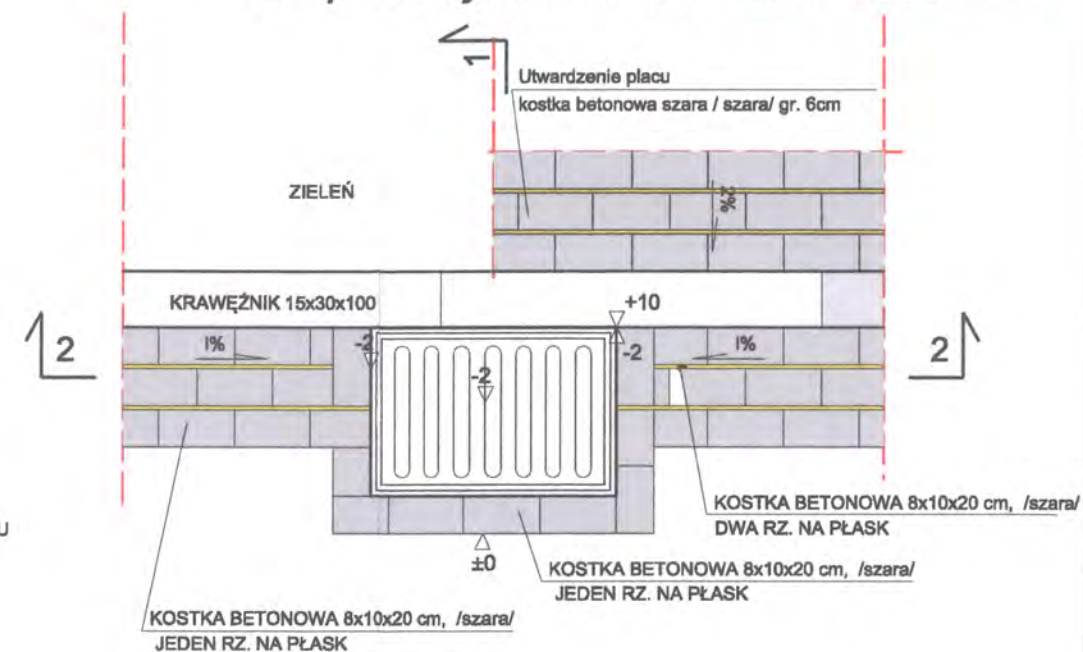 1
Utwardzenie placu
kostka betonowa szara / szara/ gr. 6cm
ZIELEŃ
2%
KRAWĘŻNIK 15x30x100
+10
2
1%
-2
-2
-2
1%
2
KOSTKA BETONOWA 8x10x20 cm, /szara/
DWA RZ. NA PŁASK
U
±0
KOSTKA BETONOWA 8x10x20 cm, /szara/
JEDEN RZ. NA PŁASK
KOSTKA BETONOWA 8x10x20 cm, /szara/
JEDEN RZ. NA PŁASK